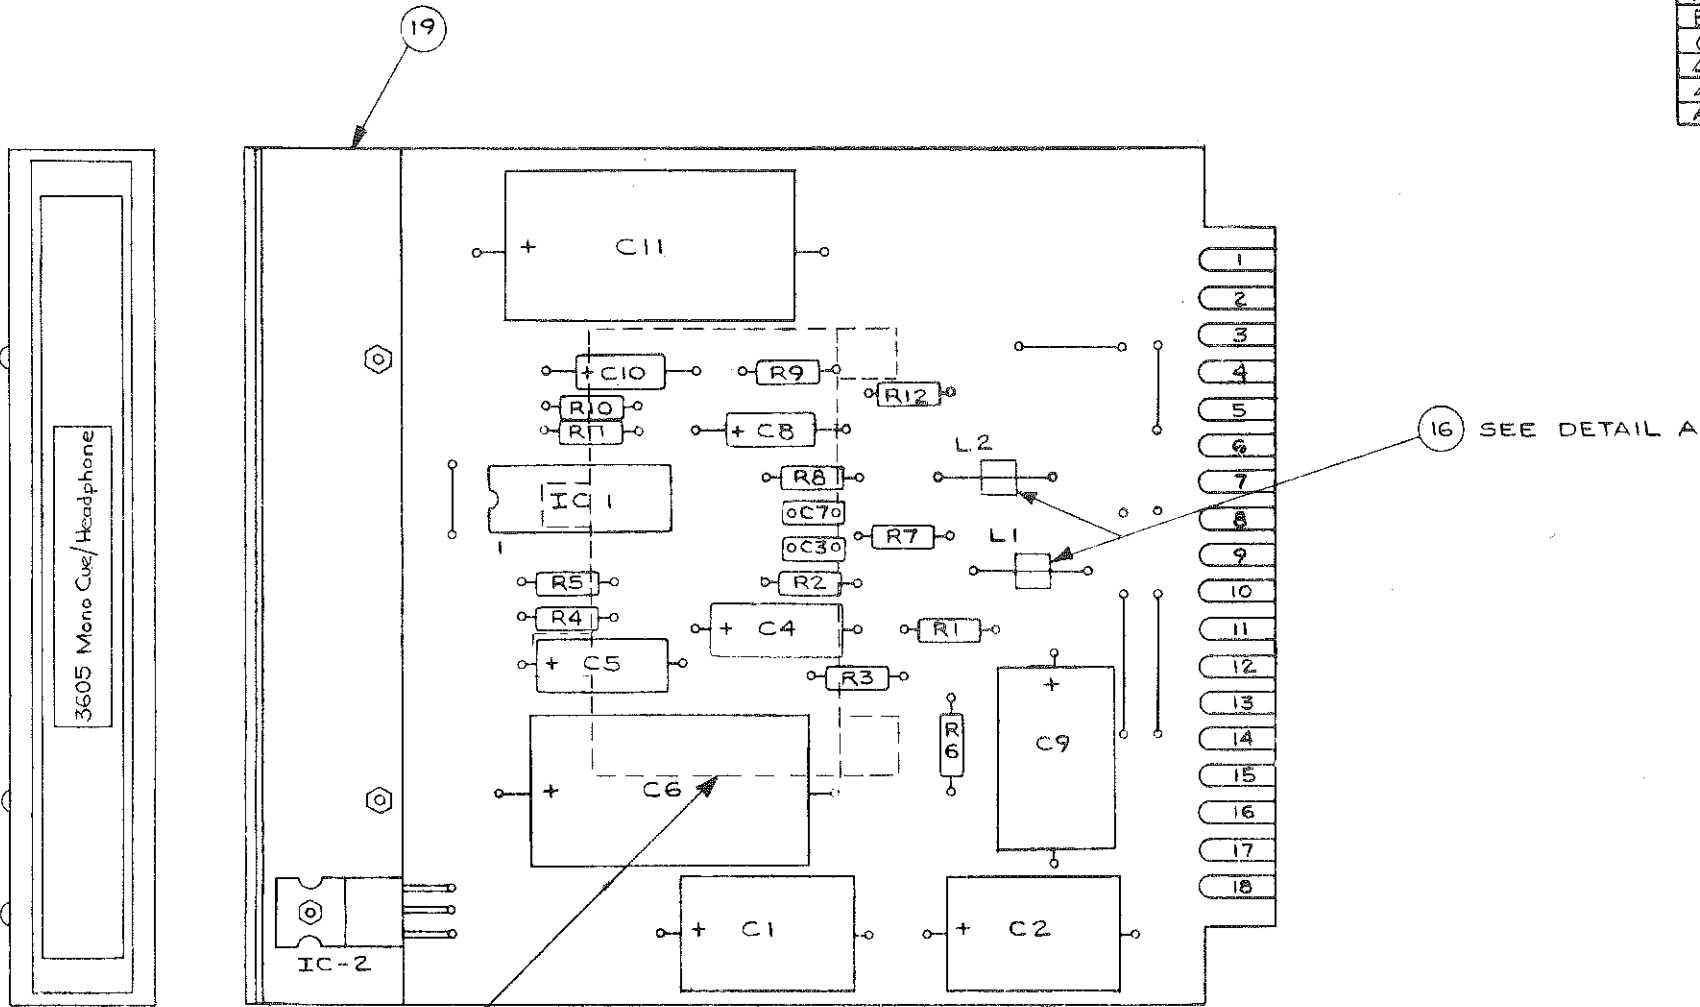 19
3605 Mono Cue/Headphone
+ C11
+ C10
R9
R12
R10
R11
+ C8
L2
16 SEE DETAIL A
R8
IC 1
C7
1
C3
R7
L1
R5
R2
R4
+ C4
R1
+ C5
R3
+
C9
R6
+ C6
+ C1
+ C2
IC-2
1
2
3
4
5
6
7
8
9
10
11
12
13
14
15
16
17
18